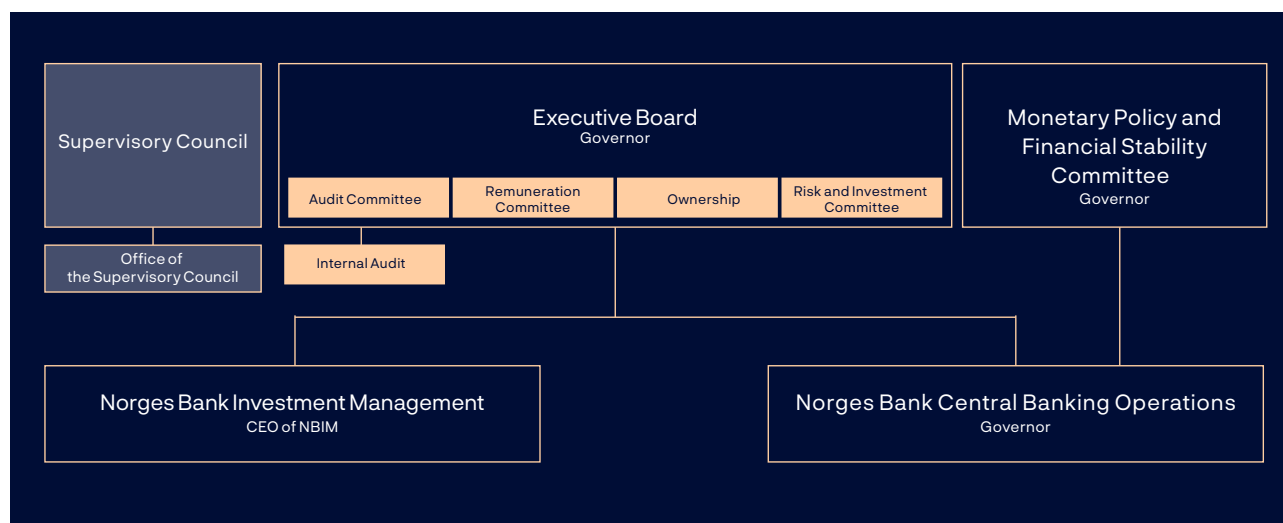 Supervisory Council
Executive Board
Governor
Monetary Policy and
Financial Stability
Committee
Governor
Audit Committee
Remuneration
Committee
Ownership
Risk and Investment
Committee
Office of
the Supervisory Council
Internal Audit
Norges Bank Investment Management
CEO of NBIM
Norges Bank Central Banking Operations
Governor